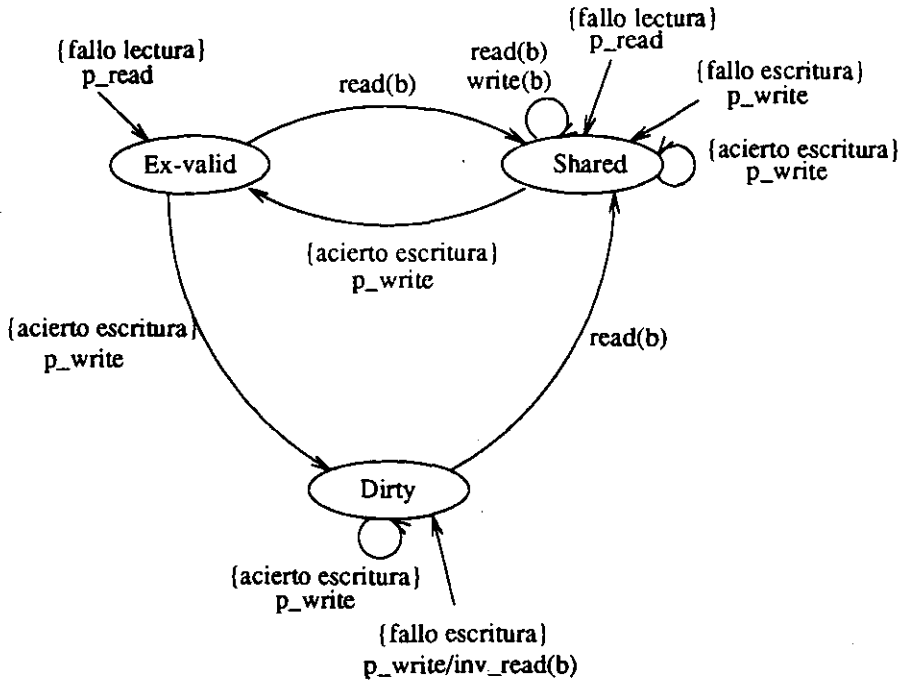 {fallo lectura}
p_read
read(b)
read(b)
write(b)
{fallo lectura}
p_read
{fallo escritura}
p_write
Ex-valid
Shared
{acierto escritura}
p_write
{acierto escritura}
p_write
{acierto escritura}
p_write
read(b)
Dirty
{acierto escritura}
p_write
{fallo escritura}
p_write/inv_read(b)